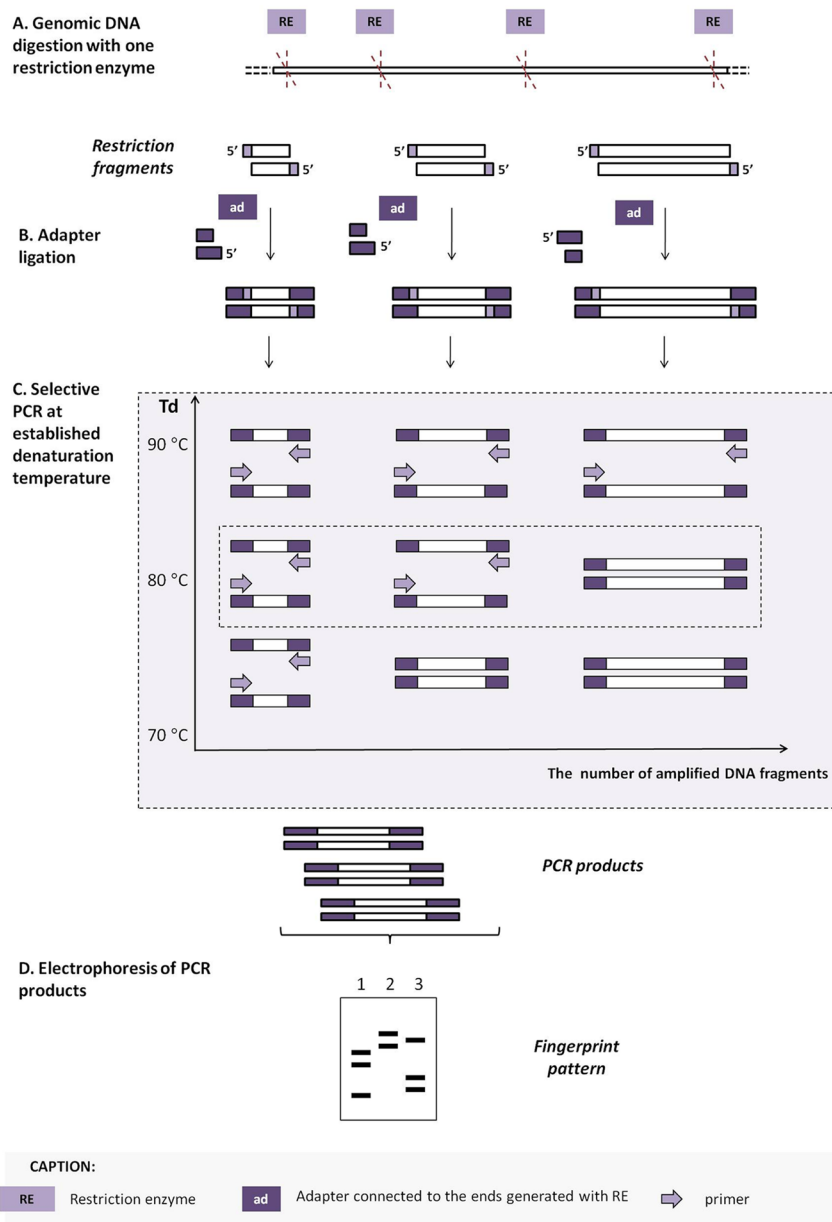 A. Genomic DNA
digestion with one
restriction enzyme
RE RE RE RE
Restriction
fragments
5’ 5’ 5’ 5’ 5’ 5’
ad ad ad
B. Adapter
ligation
5’ 5’ 5’
C. Selective
PCR at
established
denaturation
temperature
Td
90 °C
80 °C
70 °C
The number of amplified DNA fragments
PCR products
D. Electrophoresis of PCR
products
1 2 3
Fingerprint
pattern
CAPTION:
RE Restriction enzyme ad Adapter connected to the ends generated with RE primer